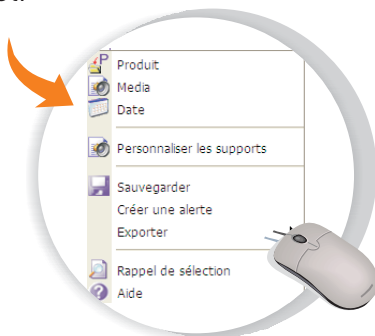 Produit
Media
Date
Personnaliser les supports
Sauvegarder
Créer une alerte
Exporter
Rappel de sélection
Aide